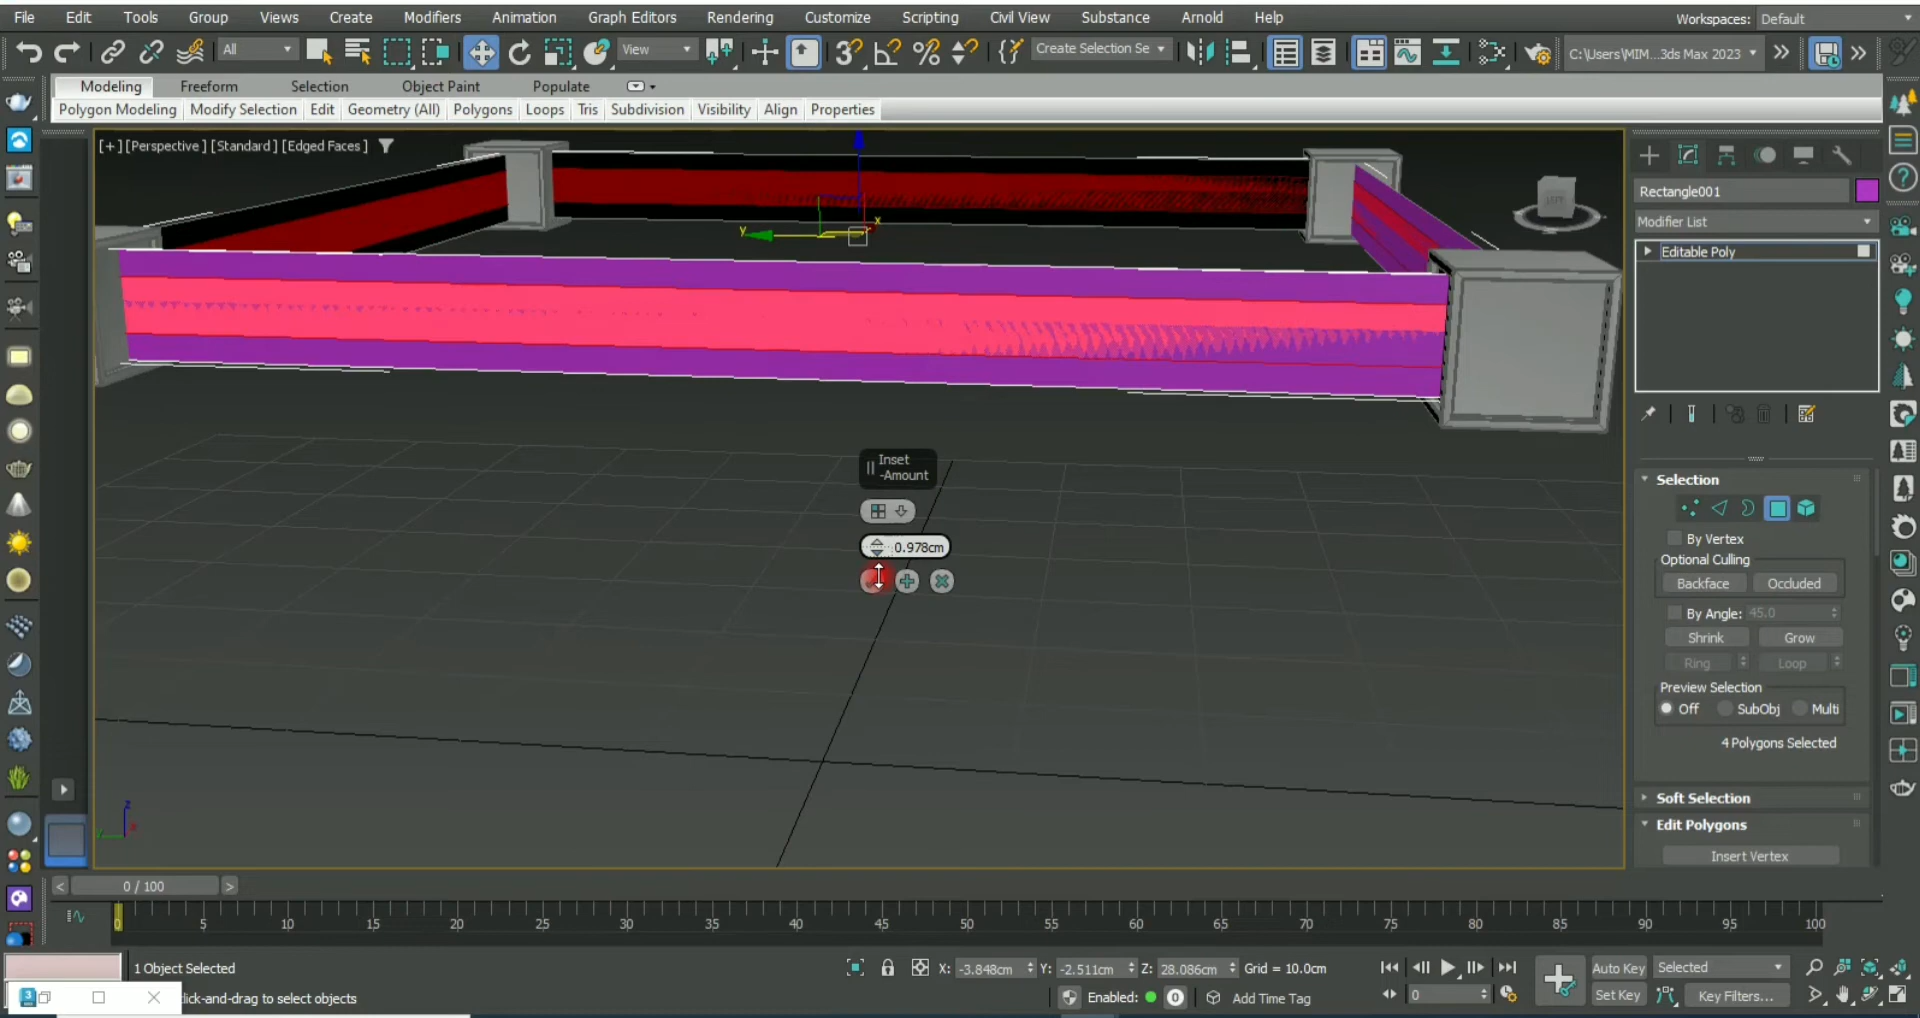 File Edit Tools Group Views Create Modifiers Animation Graph Editors Rendering Customize Scripting Civil View Substance Arnold Help Workspaces: Default
All View Create Selection Se C:\Users\MIM...3ds Max 2023
Modeling Freeform Selection Object Paint Populate
Polygon Modeling Modify Selection Edit Geometry (All) Polygons Loops Tris Subdivision Visibility Align Properties
[+] [Perspective] [Standard] [Edged Faces]
Rectangle001
Modifier List
Editable Poly
y x
Inset
-Amount
0.978cm
Selection
By Vertex
Optional Culling
Backface Occluded
By Angle: 45.0
Shrink Grow
Ring Loop
Preview Selection
Off SubObj Multi
4 Polygons Selected
Soft Selection
Edit Polygons
Insert Vertex
z
x
< 0 / 100 >
0 5 10 15 20 25 30 35 40 45 50 55 60 65 70 75 80 85 90 95 100
1 Object Selected X: -3.848cm Y: -2.511cm Z: 28.086cm Grid = 10.0cm Auto Key Selected
lick-and-drag to select objects Enabled: 0 Add Time Tag 0 Set Key Key Filters...